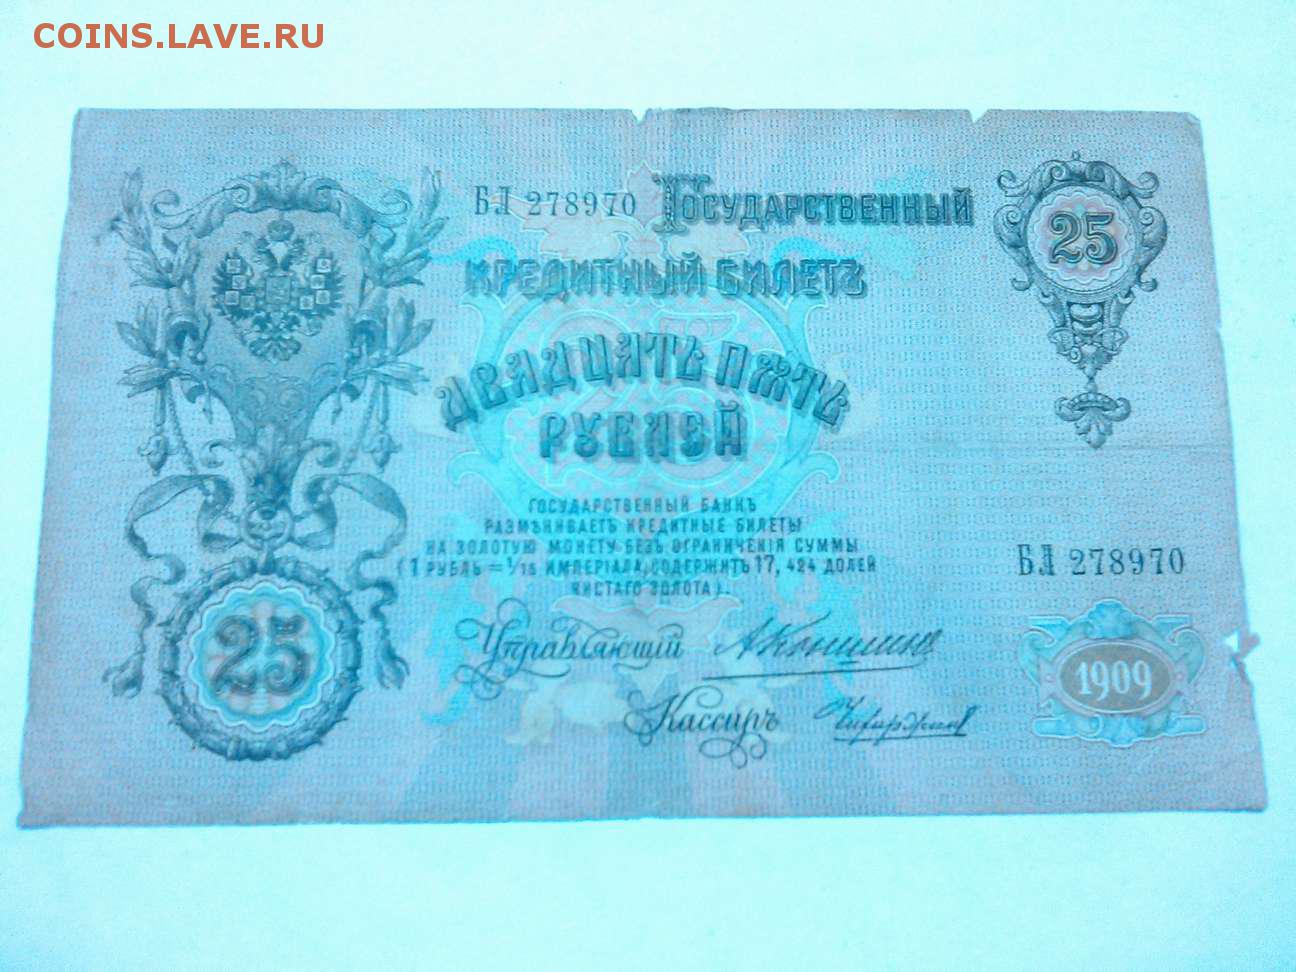 COINS.LAVE.RU
БЛ 278970 ГОСУДАРСТВЕННЫЙ
КРЕДИТНЫЙ БИЛЕТЪ
25
ДВАДЦАТЬ ПЯТЬ
РУБЛЕЙ
ГОСУДАРСТВЕННЫЙ БАНКЪ
РАЗМѢНИВАЕТЪ КРЕДИТНЫЕ БИЛЕТЫ
НА ЗОЛОТУЮ МОНЕТУ БЕЗЪ ОГРАНИЧЕНІЯ СУММЫ
(1 РУБЛЬ = 1/15 ИМПЕРІАЛА, СОДЕРЖИТЪ 17,424 ДОЛЕЙ
ЧИСТАГО ЗОЛОТА).
БЛ 278970
25
Управляющій АКоншинъ
1909
Кассиръ